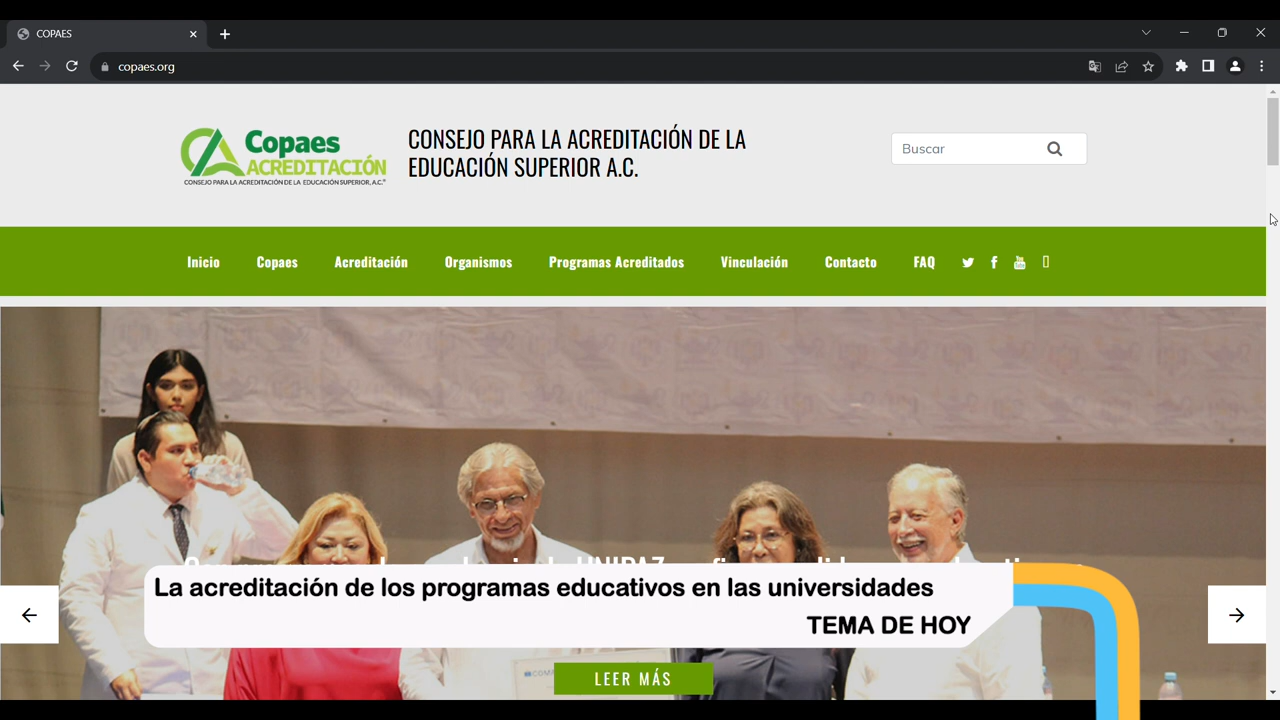 COPAES
copaes.org
Copaes
ACREDITACIÓN
CONSEJO PARA LA ACREDITACIÓN DE LA EDUCACIÓN SUPERIOR, A.C.®
CONSEJO PARA LA ACREDITACIÓN DE LA
EDUCACIÓN SUPERIOR A.C.
Buscar
Inicio Copaes Acreditación Organismos Programas Acreditados Vinculación Contacto FAQ
You Tube
La acreditación de los programas educativos en las universidades
TEMA DE HOY
LEER MÁS